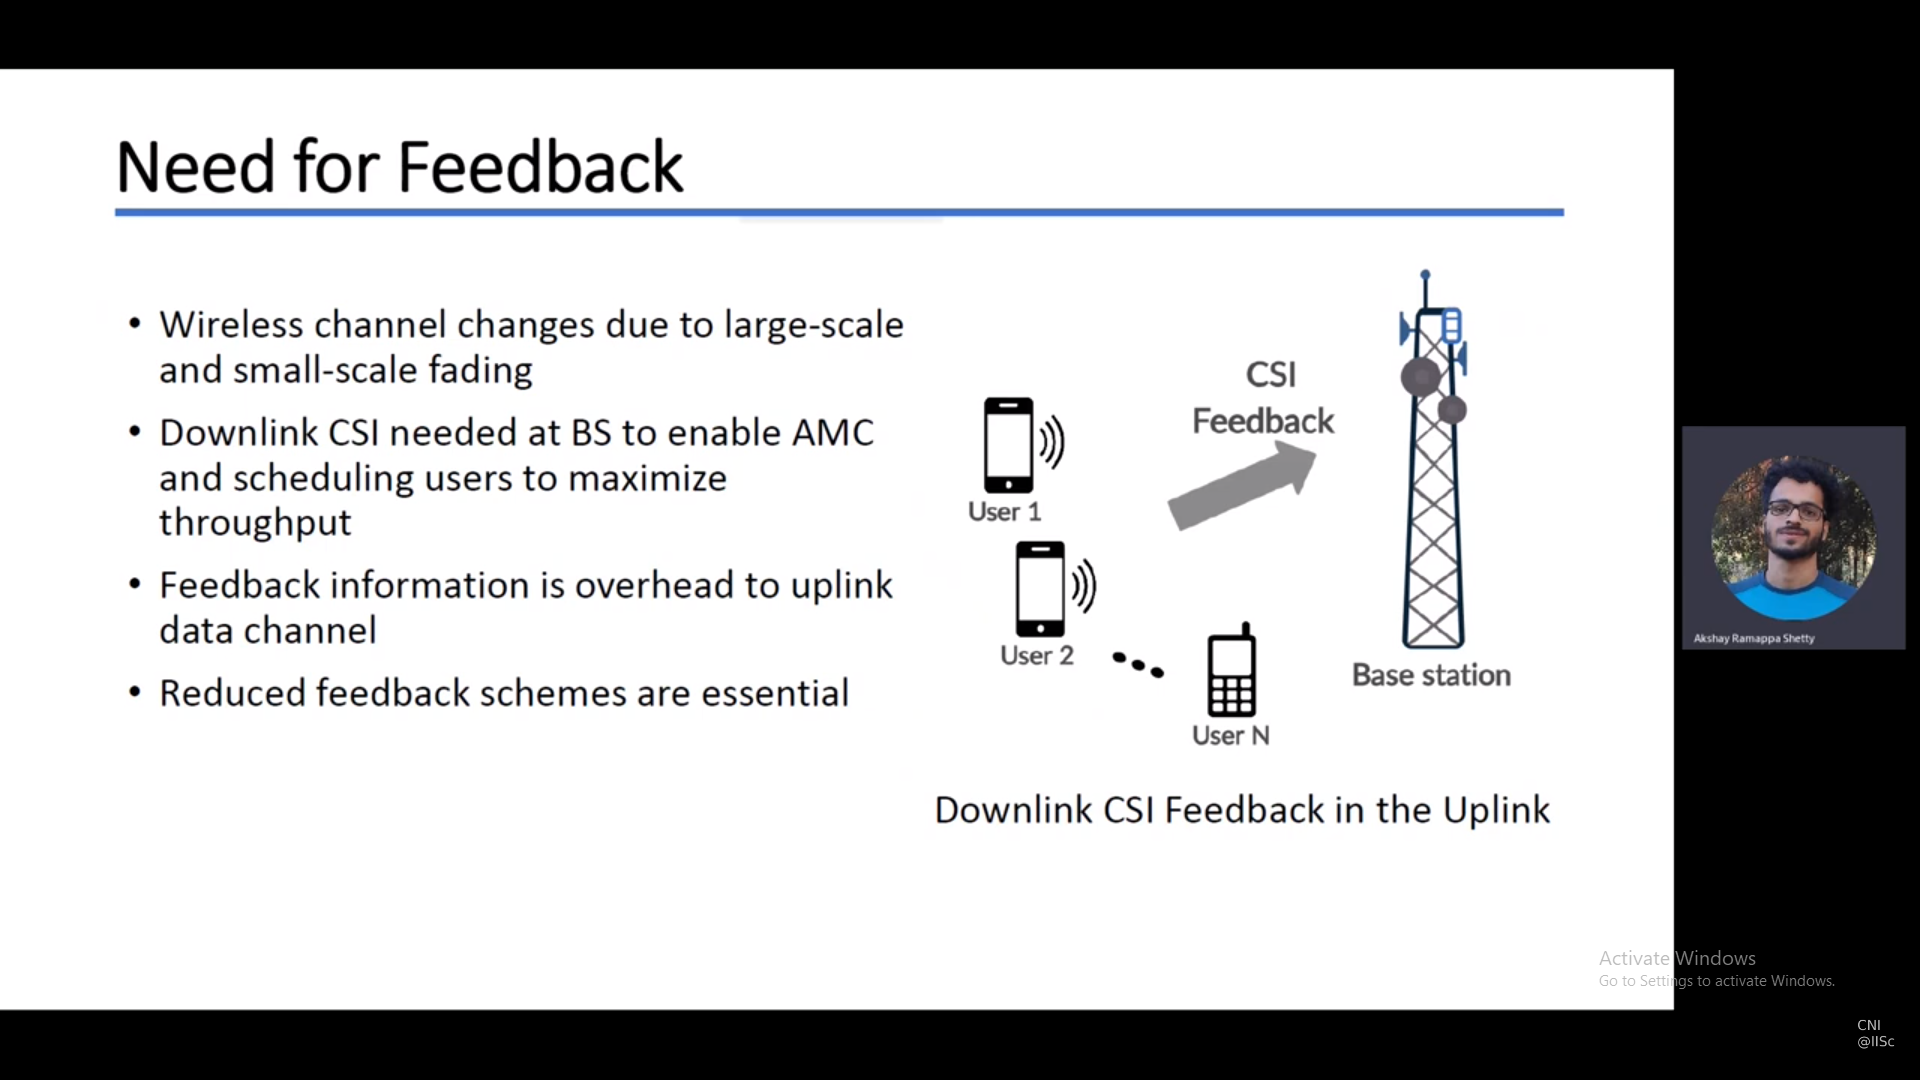 Need for Feedback
• Wireless channel changes due to large-scale
and small-scale fading
• Downlink CSI needed at BS to enable AMC
and scheduling users to maximize
throughput
• Feedback information is overhead to uplink
data channel
• Reduced feedback schemes are essential
CSI
Feedback
User 1
User 2
User N
Base station
Downlink CSI Feedback in the Uplink
Akshay Ramappa Shetty
Activate Windows
Go to Settings to activate Windows.
CNI
@IISc